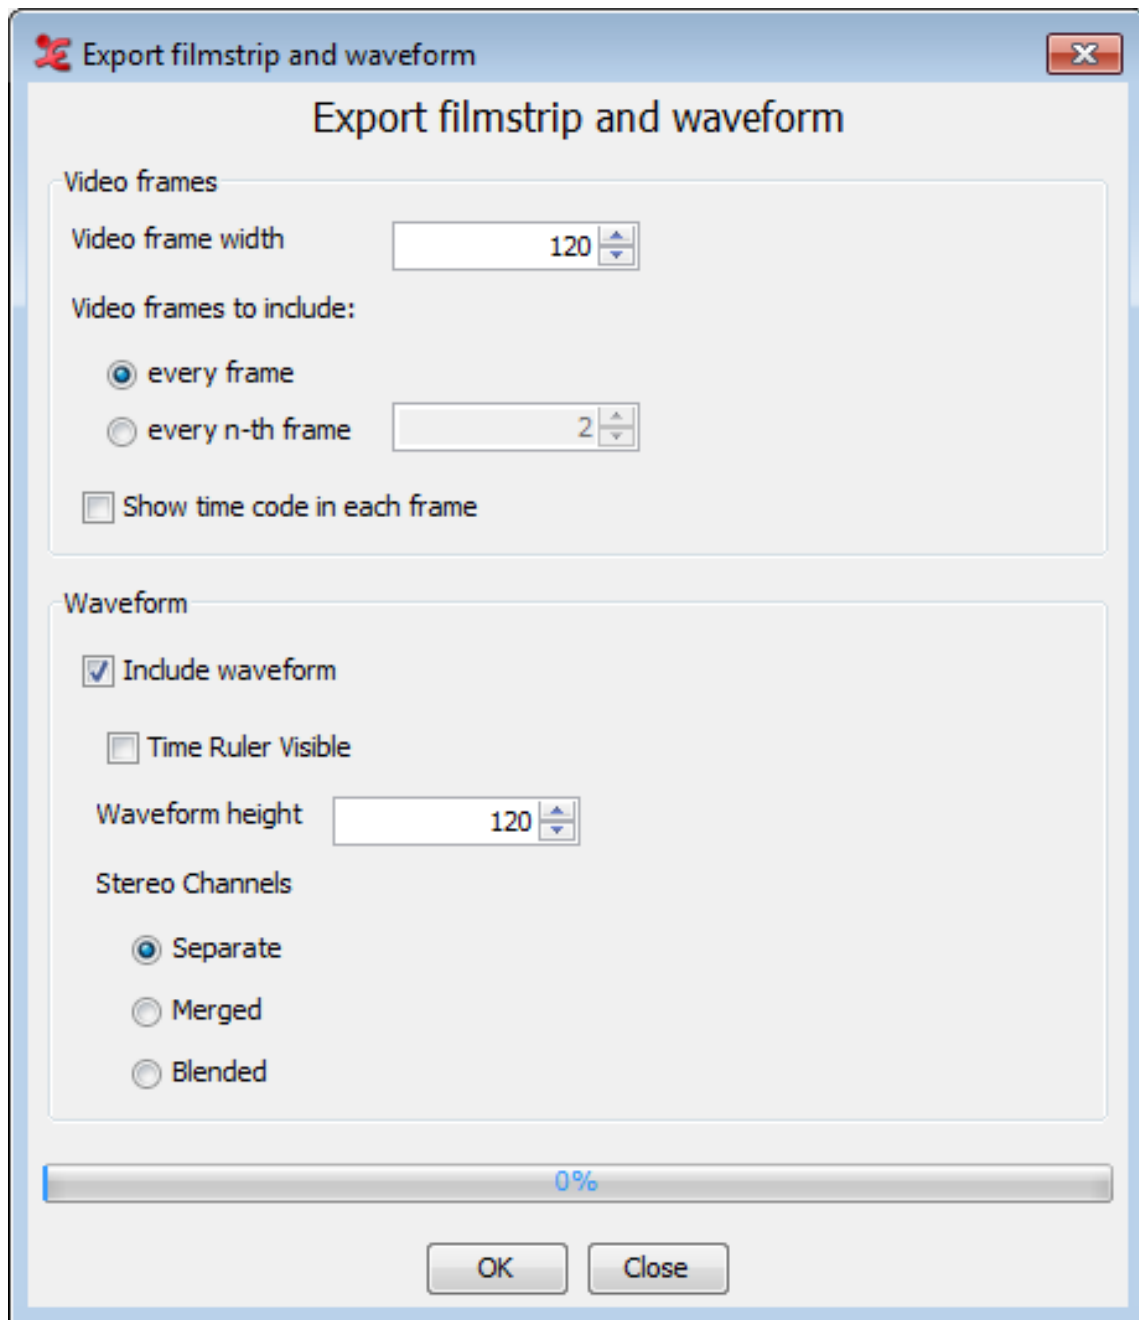 Export filmstrip and waveform
Export filmstrip and waveform
Video frames
Video frame width 120
Video frames to include:
every frame
every n-th frame 2
Show time code in each frame
Waveform
Include waveform
Time Ruler Visible
Waveform height 120
Stereo Channels
Separate
Merged
Blended
0%
OK Close